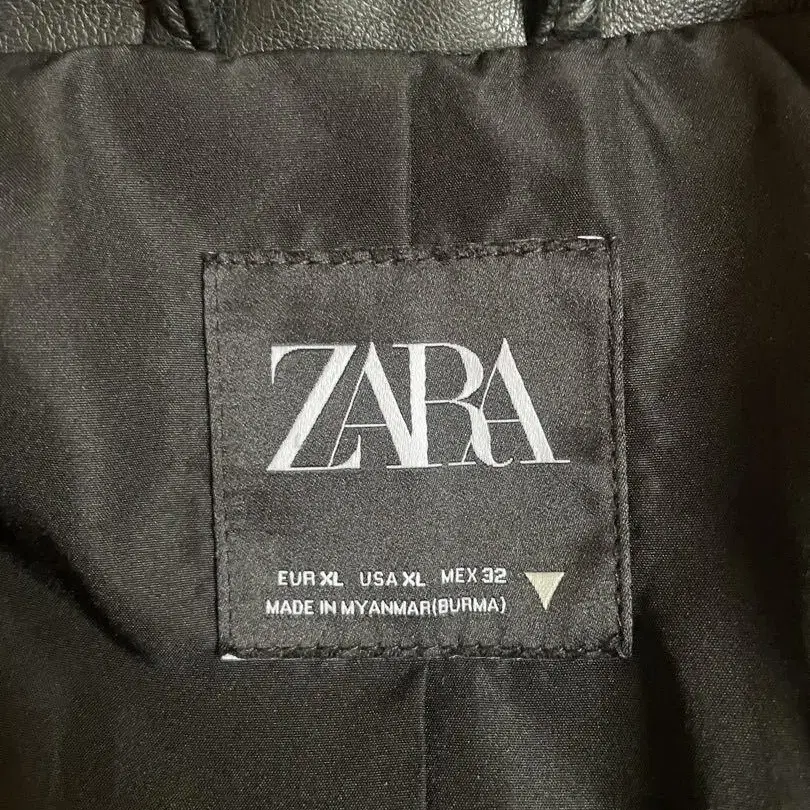 ZARA
EUR XL USA XL MEX 32
MADE IN MYANMAR(BURMA)